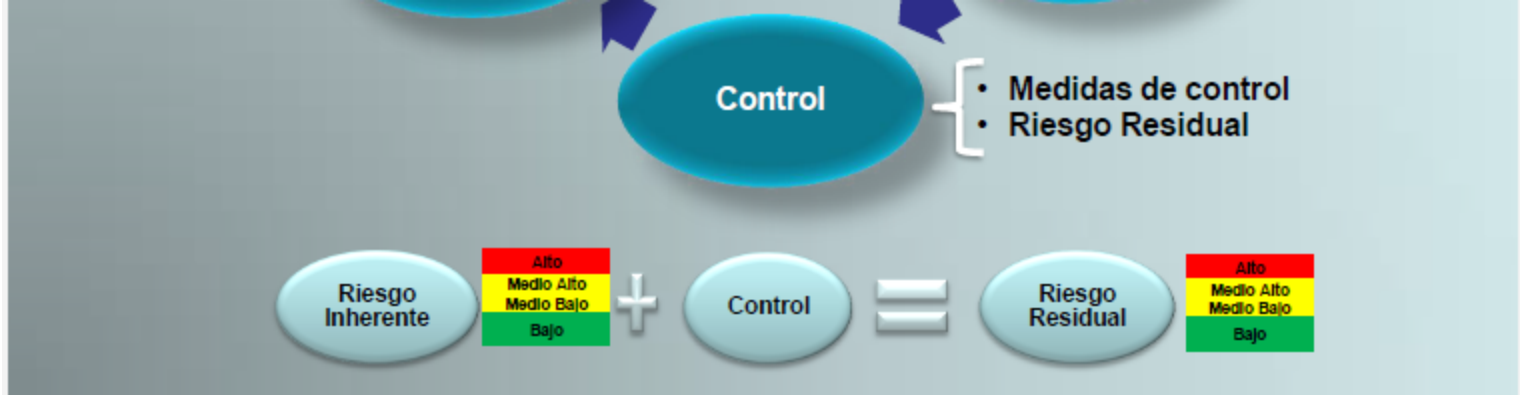 Control
• Medidas de control
• Riesgo Residual
Riesgo
Inherente
Alto
Medio Alto
Medio Bajo
Bajo
+
Control
=
Riesgo
Residual
Alto
Medio Alto
Medio Bajo
Bajo